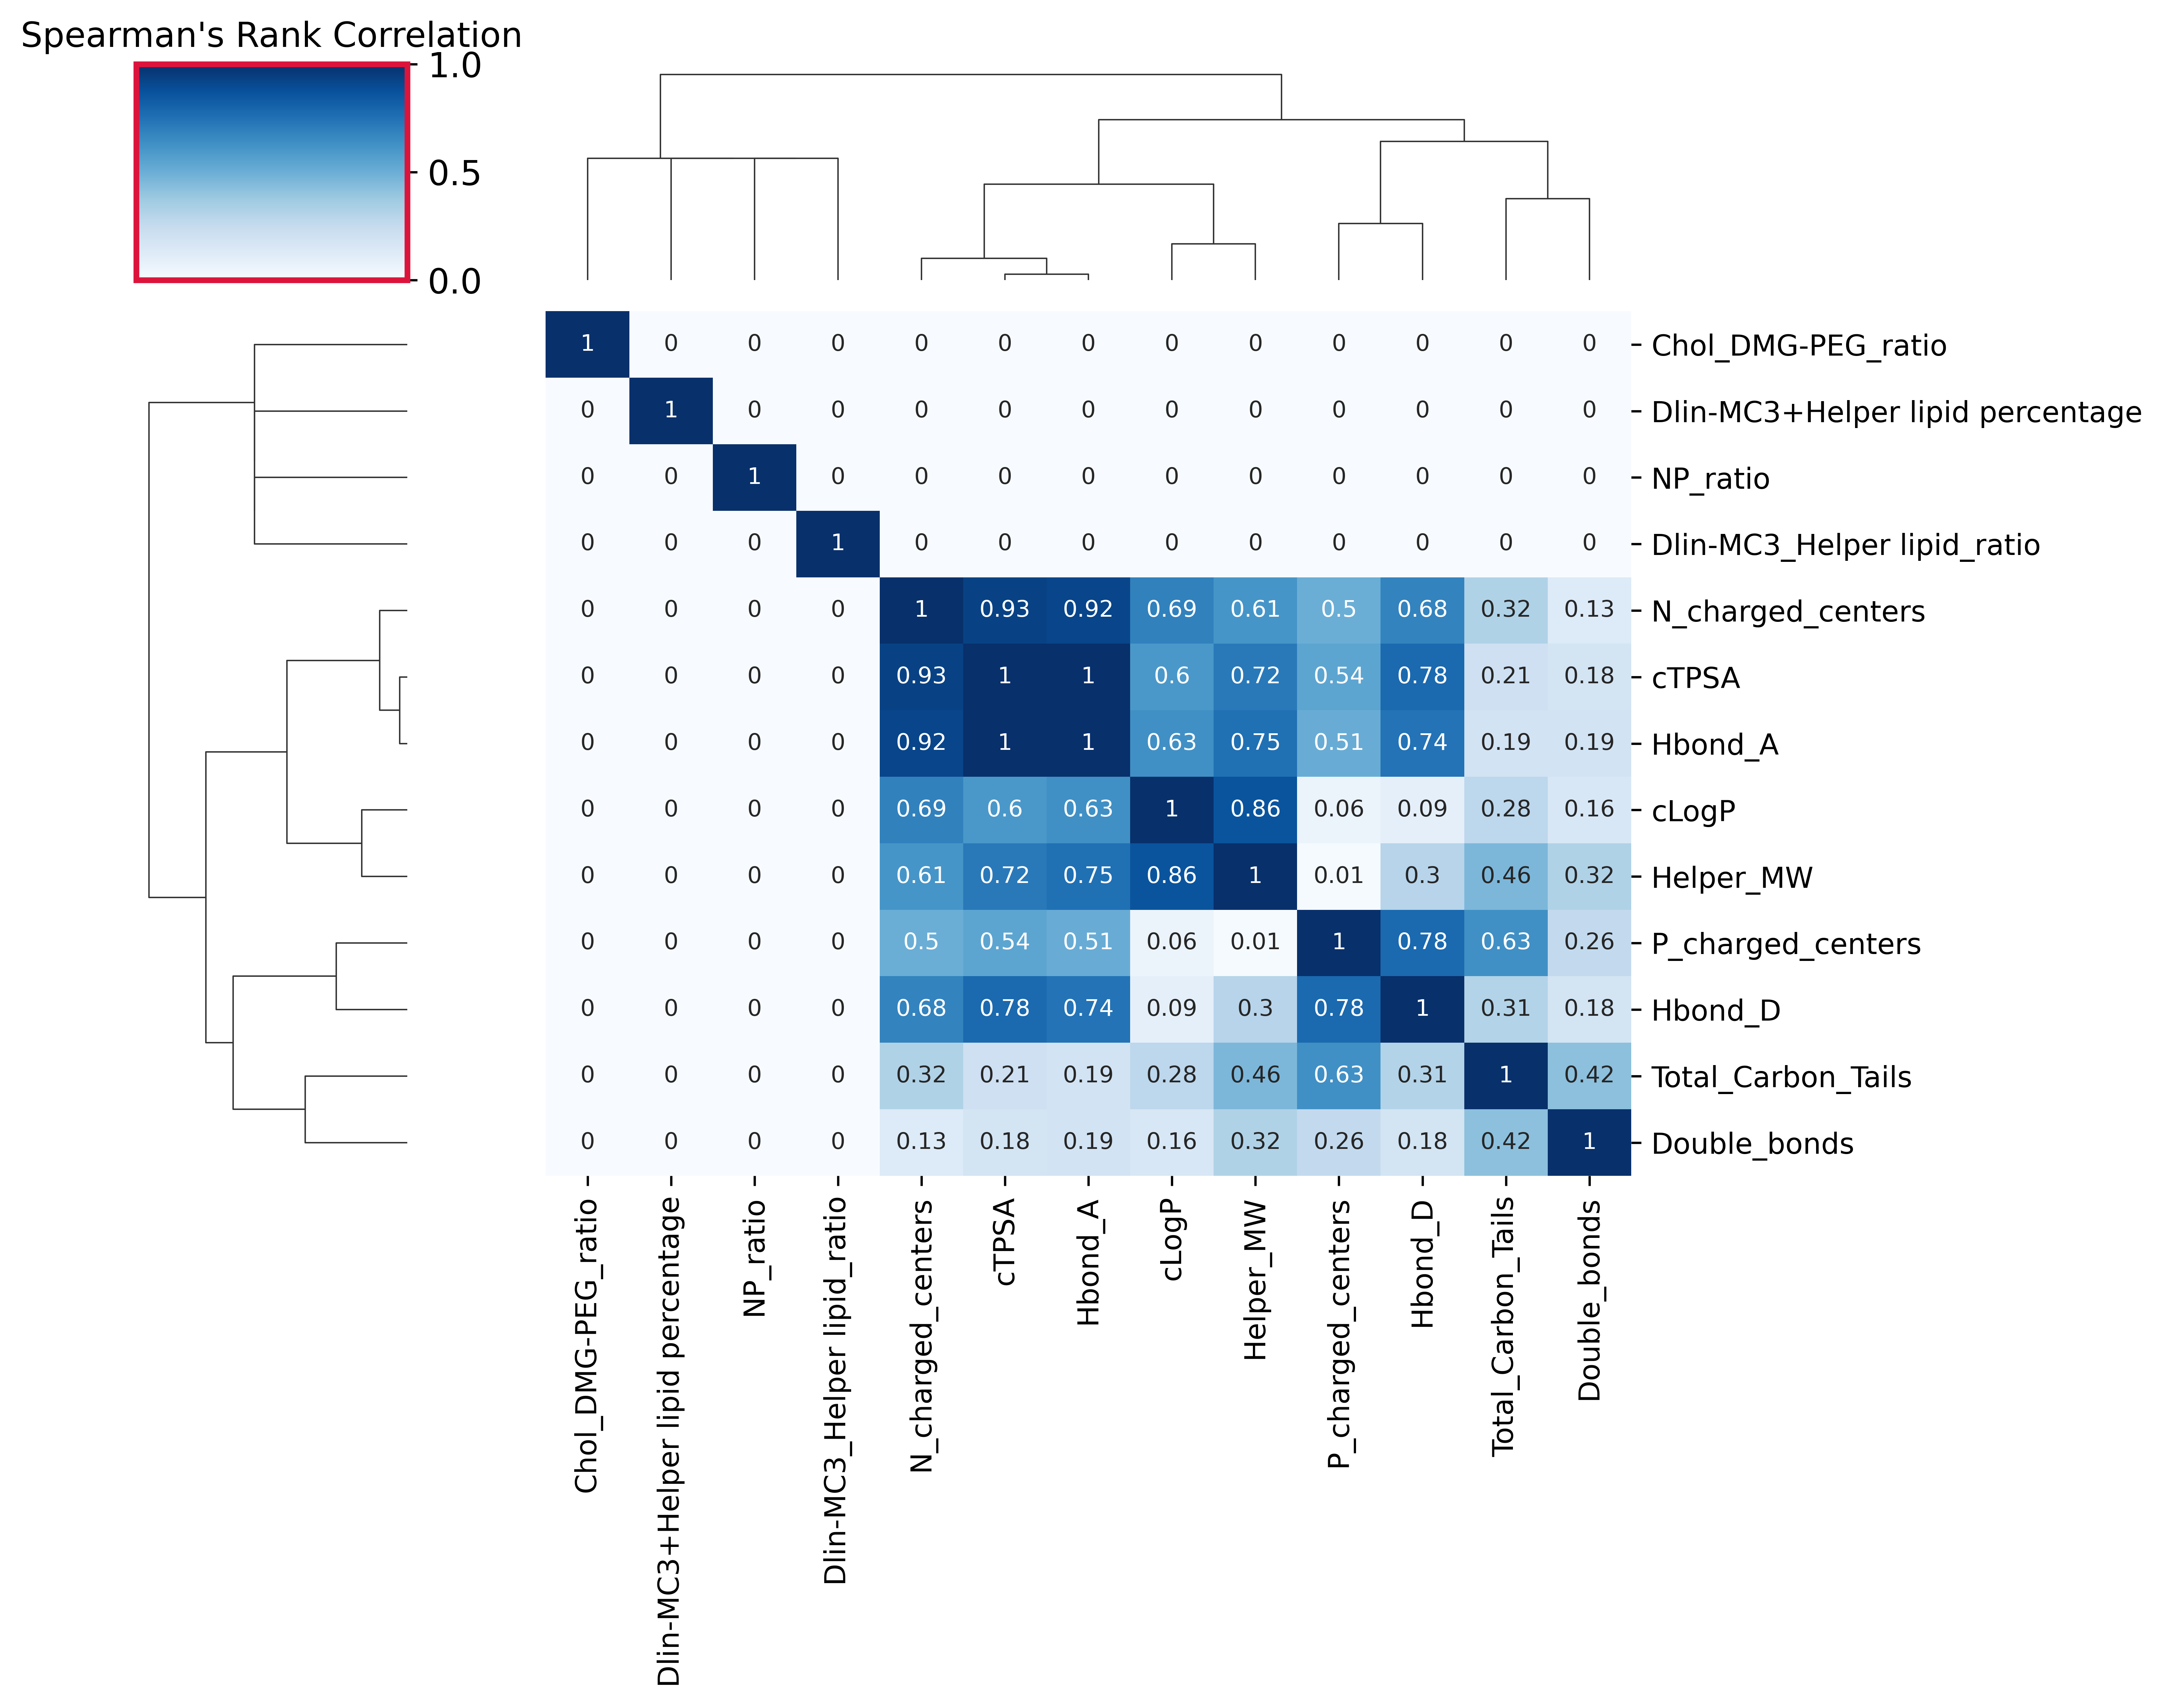 Spearman's Rank Correlation
1.0
0.5
0.0
1 0 0 0 0 0 0 0 0 0 0 0 0 Chol_DMG-PEG_ratio
0 1 0 0 0 0 0 0 0 0 0 0 0 Dlin-MC3+Helper lipid percentage
0 0 1 0 0 0 0 0 0 0 0 0 0 NP_ratio
0 0 0 1 0 0 0 0 0 0 0 0 0 Dlin-MC3_Helper lipid_ratio
0 0 0 0 1 0.93 0.92 0.69 0.61 0.5 0.68 0.32 0.13 N_charged_centers
0 0 0 0 0.93 1 1 0.6 0.72 0.54 0.78 0.21 0.18 cTPSA
0 0 0 0 0.92 1 1 0.63 0.75 0.51 0.74 0.19 0.19 Hbond_A
0 0 0 0 0.69 0.6 0.63 1 0.86 0.06 0.09 0.28 0.16 cLogP
0 0 0 0 0.61 0.72 0.75 0.86 1 0.01 0.3 0.46 0.32 Helper_MW
0 0 0 0 0.5 0.54 0.51 0.06 0.01 1 0.78 0.63 0.26 P_charged_centers
0 0 0 0 0.68 0.78 0.74 0.09 0.3 0.78 1 0.31 0.18 Hbond_D
0 0 0 0 0.32 0.21 0.19 0.28 0.46 0.63 0.31 1 0.42 Total_Carbon_Tails
0 0 0 0 0.13 0.18 0.19 0.16 0.32 0.26 0.18 0.42 1 Double_bonds
Chol_DMG-PEG_ratio
Dlin-MC3+Helper lipid percentage
NP_ratio
Dlin-MC3_Helper lipid_ratio
N_charged_centers
cTPSA
Hbond_A
cLogP
Helper_MW
P_charged_centers
Hbond_D
Total_Carbon_Tails
Double_bonds